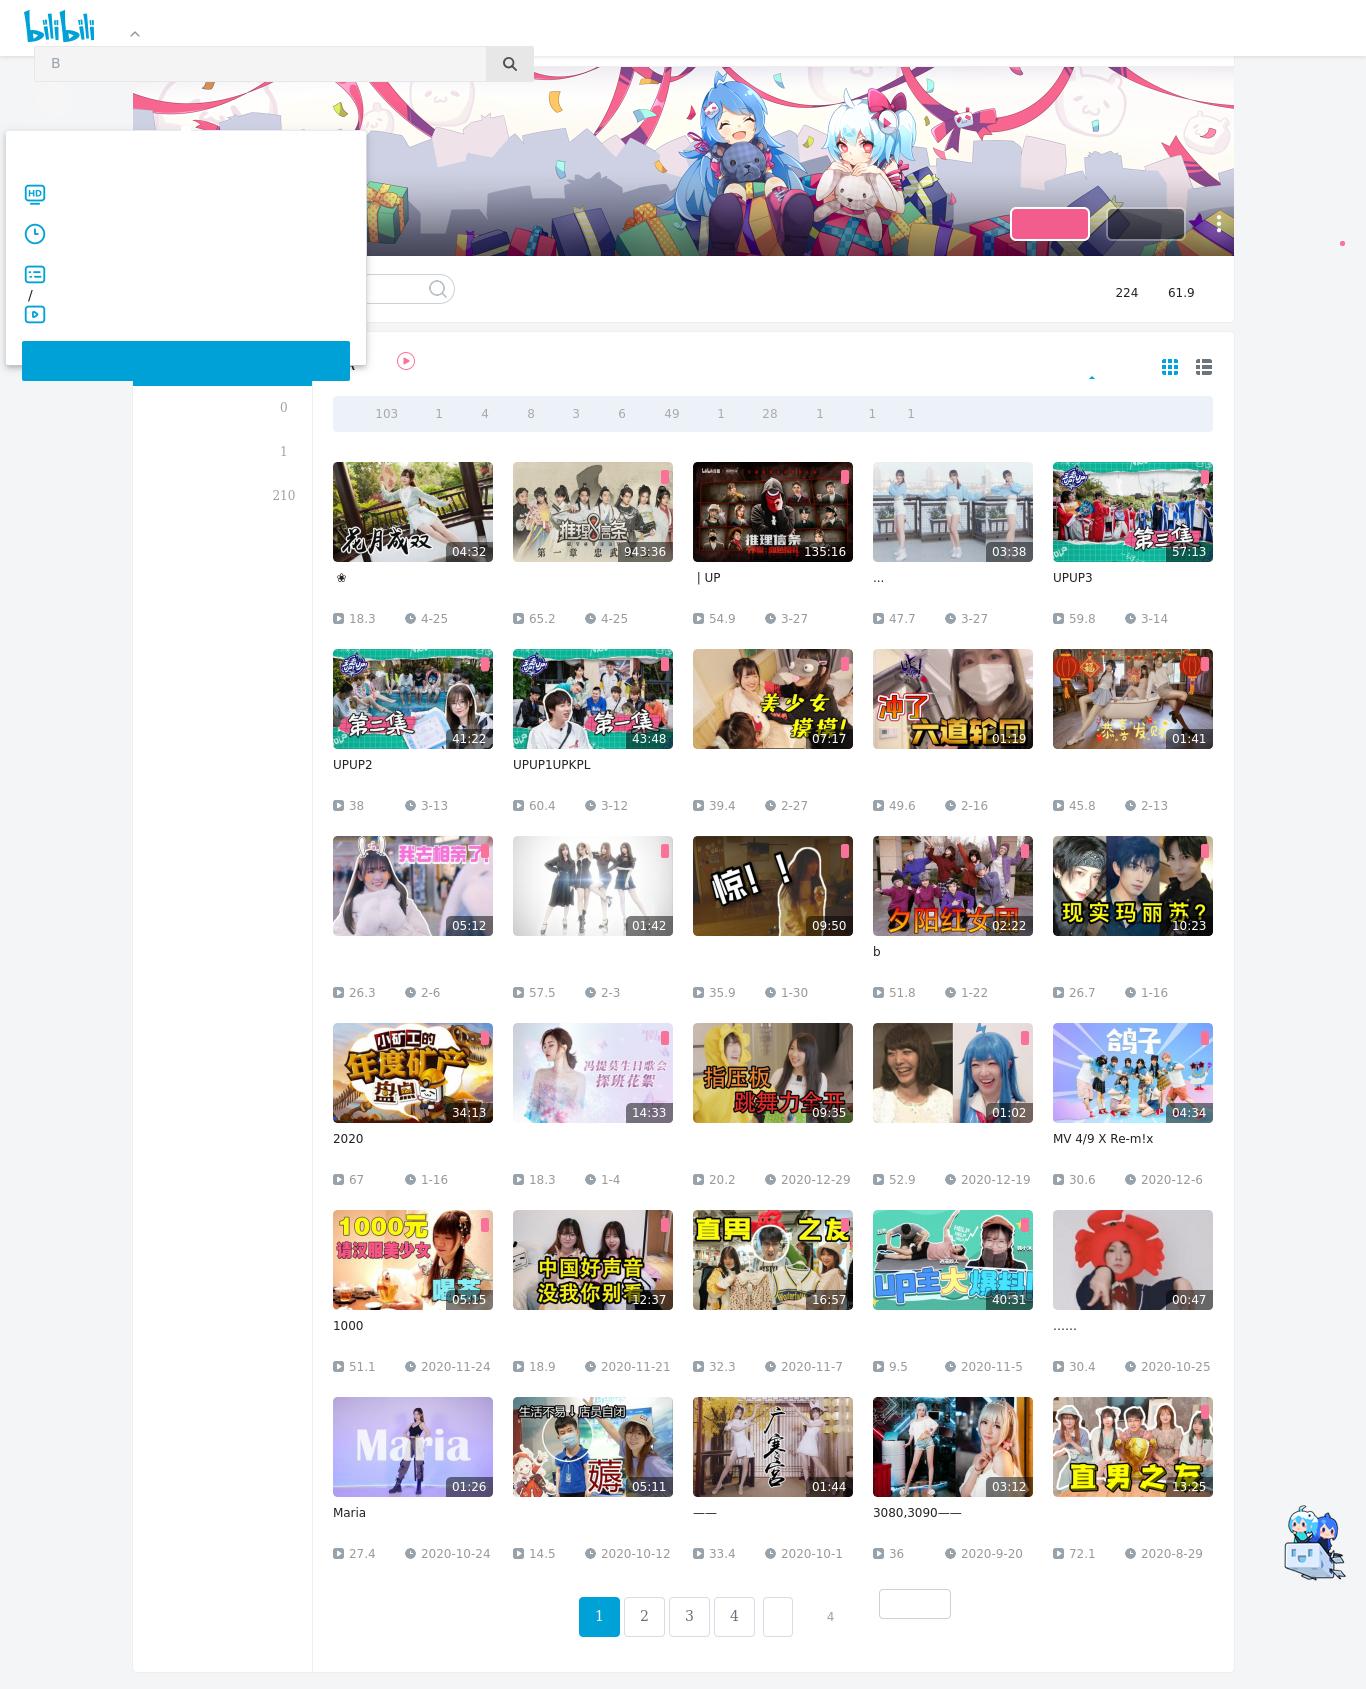 bilibili
B
HD
/
224 61.9
0
1
210
103 1 4 8 3 6 49 1 28 1 1 1
花月成双 04:32
推理信条
第一章 忠武 943:36
推理信条
135:16
03:38
第三集 57:13
❀
| UP
...
UPUP3
18.3 4-25
65.2 4-25
54.9 3-27
47.7 3-27
59.8 3-14
第二集 41:22
第一集 43:48
美少女
摸摸! 07:17
冲了
六道轮回 01:19
福
恭喜发财 01:41
UPUP2
UPUP1UPKPL
38 3-13
60.4 3-12
39.4 2-27
49.6 2-16
45.8 2-13
我去相亲了! 05:12
01:42
惊!! 09:50
夕阳红女团 02:22
现实玛丽苏? 10:23
b
26.3 2-6
57.5 2-3
35.9 1-30
51.8 1-22
26.7 1-16
小矿工的
年度矿产
盘点 34:13
冯提莫生日歌会
探班花絮 14:33
指压板
跳舞力全开 09:35
01:02
鸽子 04:34
2020
MV 4/9 X Re-m!x
67 1-16
18.3 1-4
20.2 2020-12-29
52.9 2020-12-19
30.6 2020-12-6
1000元
请汉服美少女
喝茶 05:15
中国好声音
没我你别看 12:37
直男 之友 16:57
up主大爆料! 40:31
00:47
1000
......
51.1 2020-11-24
18.9 2020-11-21
32.3 2020-11-7
9.5 2020-11-5
30.4 2020-10-25
Maria 01:26
生活不易↓店员自闭
薅 05:11
广寒宫 01:44
03:12
直男之友 13:25
Maria
——
3080,3090——
27.4 2020-10-24
14.5 2020-10-12
33.4 2020-10-1
36 2020-9-20
72.1 2020-8-29
1 2 3 4 4